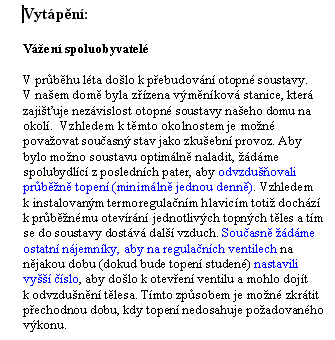 Vytápění:
Vážení spoluobyvatelé
V průběhu léta došlo k přebudování otopné soustavy.
V našem domě byla zřízena výměníková stanice, která
zajišťuje nezávislost otopné soustavy našeho domu na
okolí.  Vzhledem k těmto okolnostem je možné
považovat současný stav jako zkušební provoz. Aby
bylo možno soustavu optimálně naladit, žádáme
spolubydlící z posledních pater, aby odvzdušňovali
průběžně topení (minimálně jednou denně). Vzhledem
k instalovaným termoregulačním hlavicím totiž dochází
k průběžnému otevírání jednotlivých topných těles a tím
se do soustavy dostává další vzduch. Současně žádáme
ostatní nájemníky, aby na regulačních ventilech na
nějakou dobu (dokud bude topení studené) nastavili
vyšší číslo, aby došlo k otevření ventilu a mohlo dojít
k odvzdušnění tělesa. Tímto způsobem je možné zkrátit
přechodnou dobu, kdy topení nedosahuje požadovaného
výkonu.